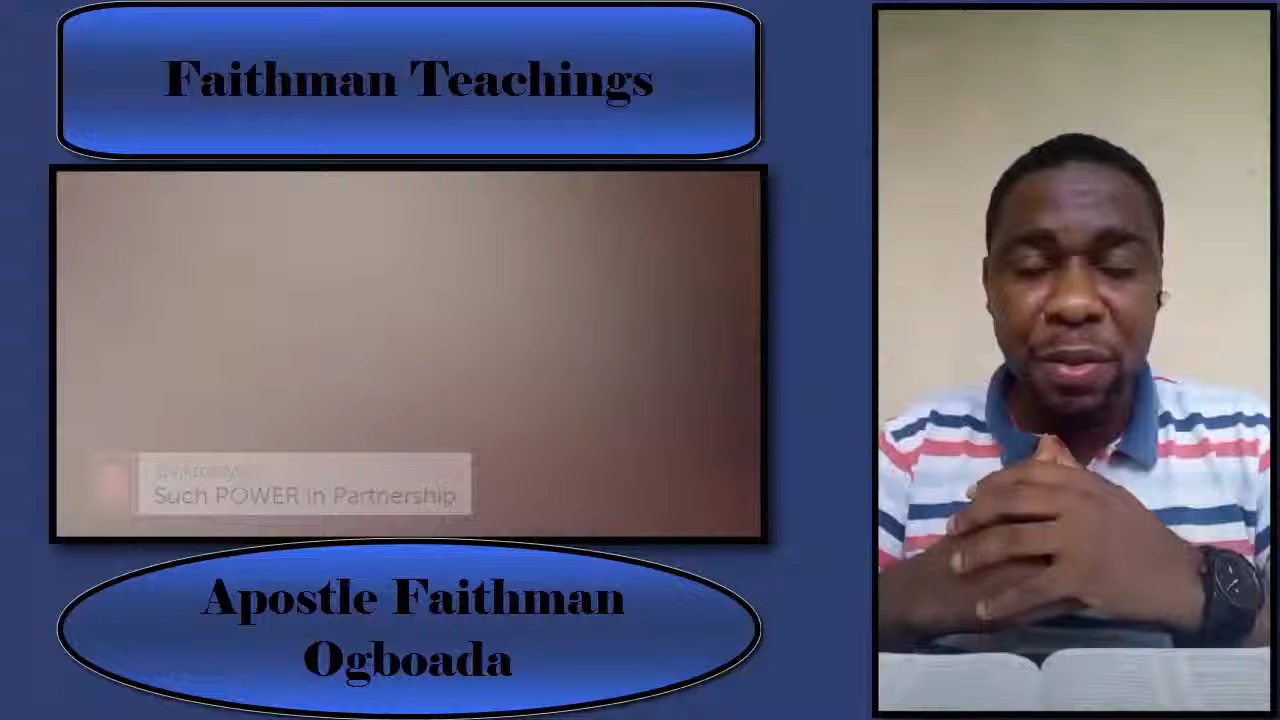 Faithman Teachings
Such POWER in Partnership
Apostle Faithman
Ogboada